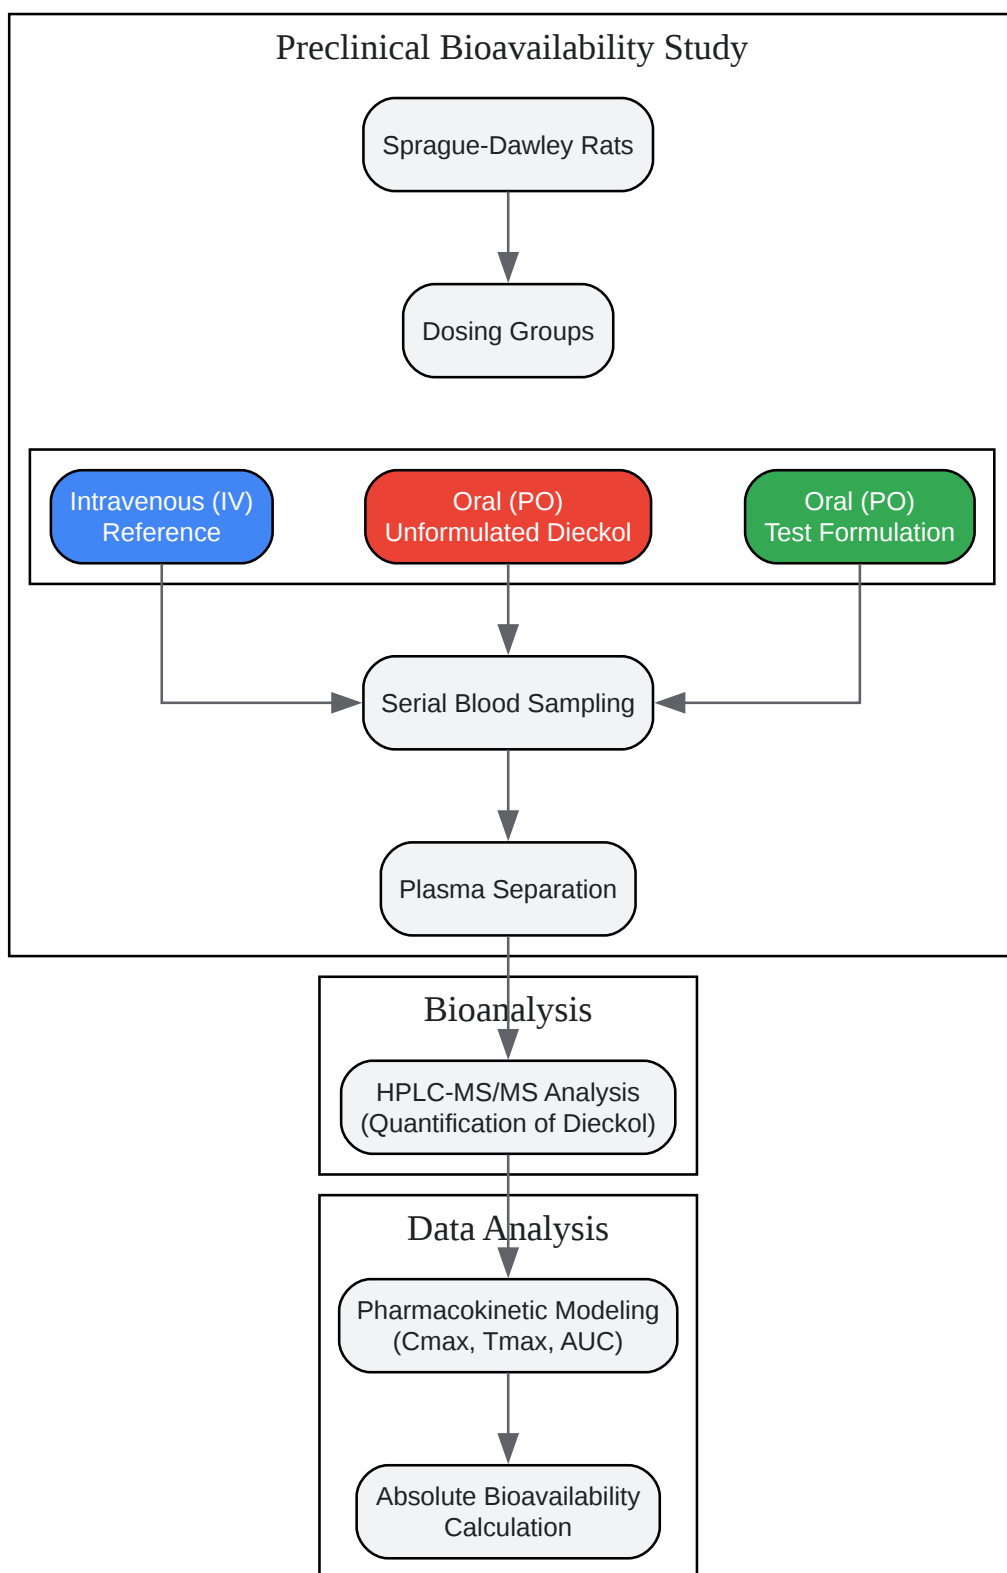 Preclinical Bioavailability Study
Sprague-Dawley Rats
Dosing Groups
Intravenous (IV)
Reference
Oral (PO)
Unformulated Dieckol
Oral (PO)
Test Formulation
Serial Blood Sampling
Plasma Separation
Bioanalysis
HPLC-MS/MS Analysis
(Quantification of Dieckol)
Data Analysis
Pharmacokinetic Modeling
(Cmax, Tmax, AUC)
Absolute Bioavailability
Calculation